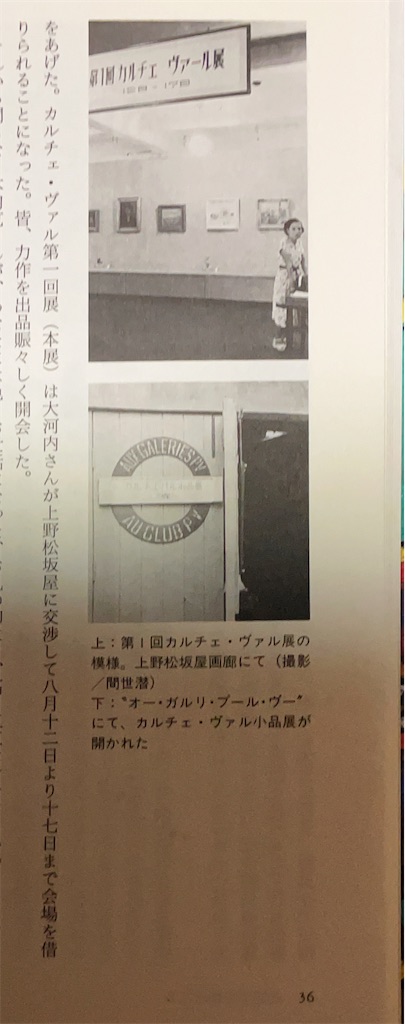 第1回カルチェ ヴァール展
12日-17日
AUX GALERIES P.V
AU CLUB P.V
上：第1回カルチェ・ヴァル展の
模様。上野松坂屋画廊にて（撮影
／間世潜）
下：“オー・ガルリ・プール・ヴー”
にて、カルチェ・ヴァル小品展が
開かれた
をあげた。カルチェ・ヴァル第一回展（本展）は大河内さんが上野松坂屋に交渉して八月十二日より十七日まで会場を借
りられることになった。皆、力作を出品賑々しく開会した。
36